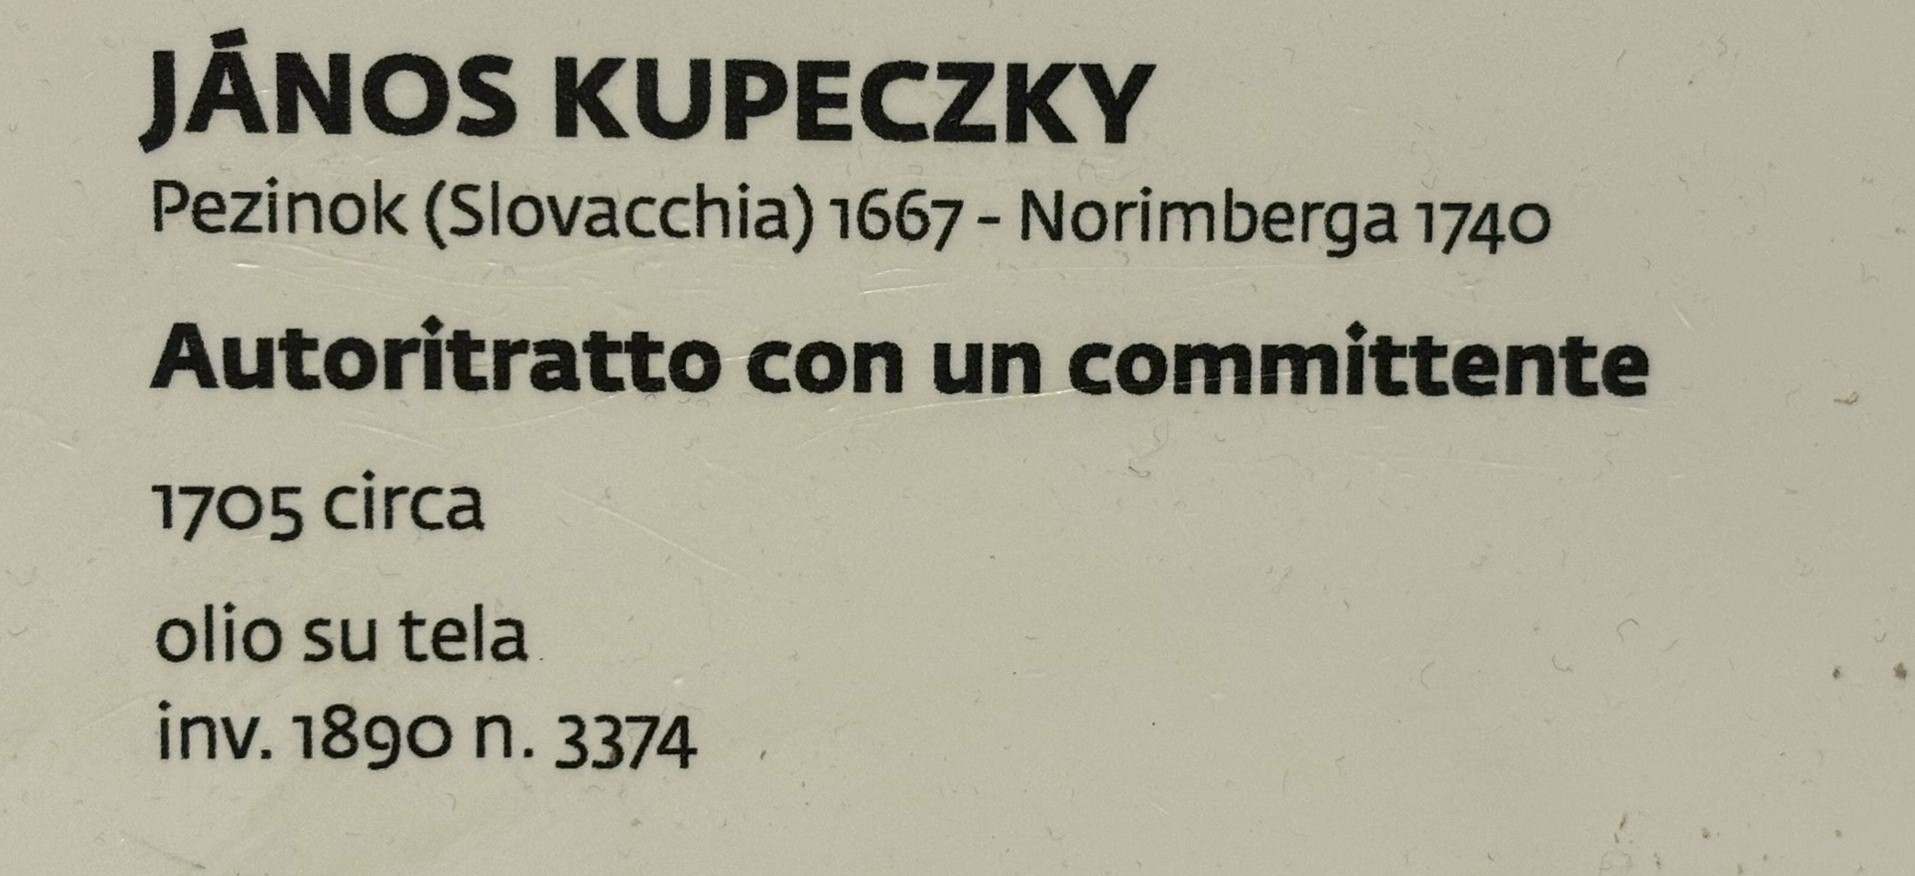 JÁNOS KUPECZKY
Pezinok (Slovacchia) 1667 - Norimberga 1740
Autoritratto con un committente
1705 circa
olio su tela
inv. 1890 n. 3374